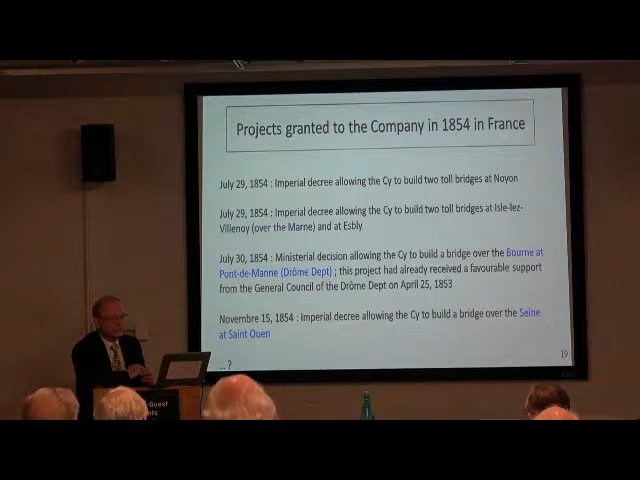 Projects granted to the Company in 1854 in France
July 29, 1854 : Imperial decree allowing the Cy to build two toll bridges at Noyon
July 29, 1854 : Imperial decree allowing the Cy to build two toll bridges at Isle-lez-
Villenoy (over the Marne) and at Esbly
July 30, 1854 : Ministerial decision allowing the Cy to build a bridge over the Bourne at
Pont-de-Manne (Drôme Dept) ; this project had already received a favourable support
from the General Council of the Drôme Dept on April 25, 1853
Novembre 15, 1854 : Imperial decree allowing the Cy to build a bridge over the Seine
at Saint Ouen
... ?
19
-Guest